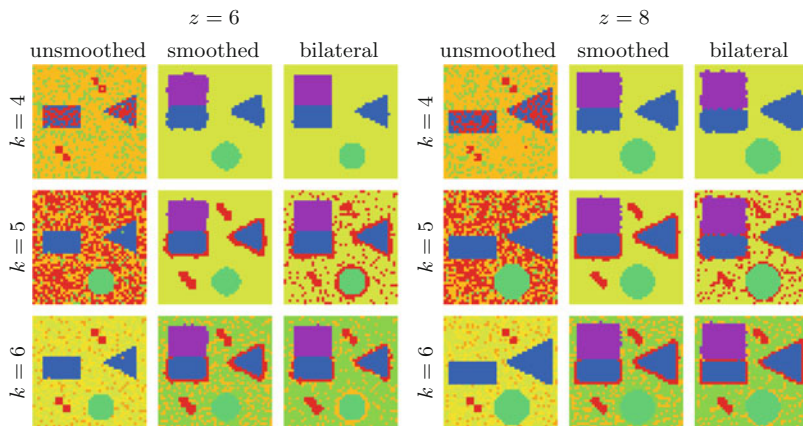 z = 6
z = 8
unsmoothed smoothed bilateral
unsmoothed smoothed bilateral
k = 4
k = 4
k = 5
k = 5
k = 6
k = 6